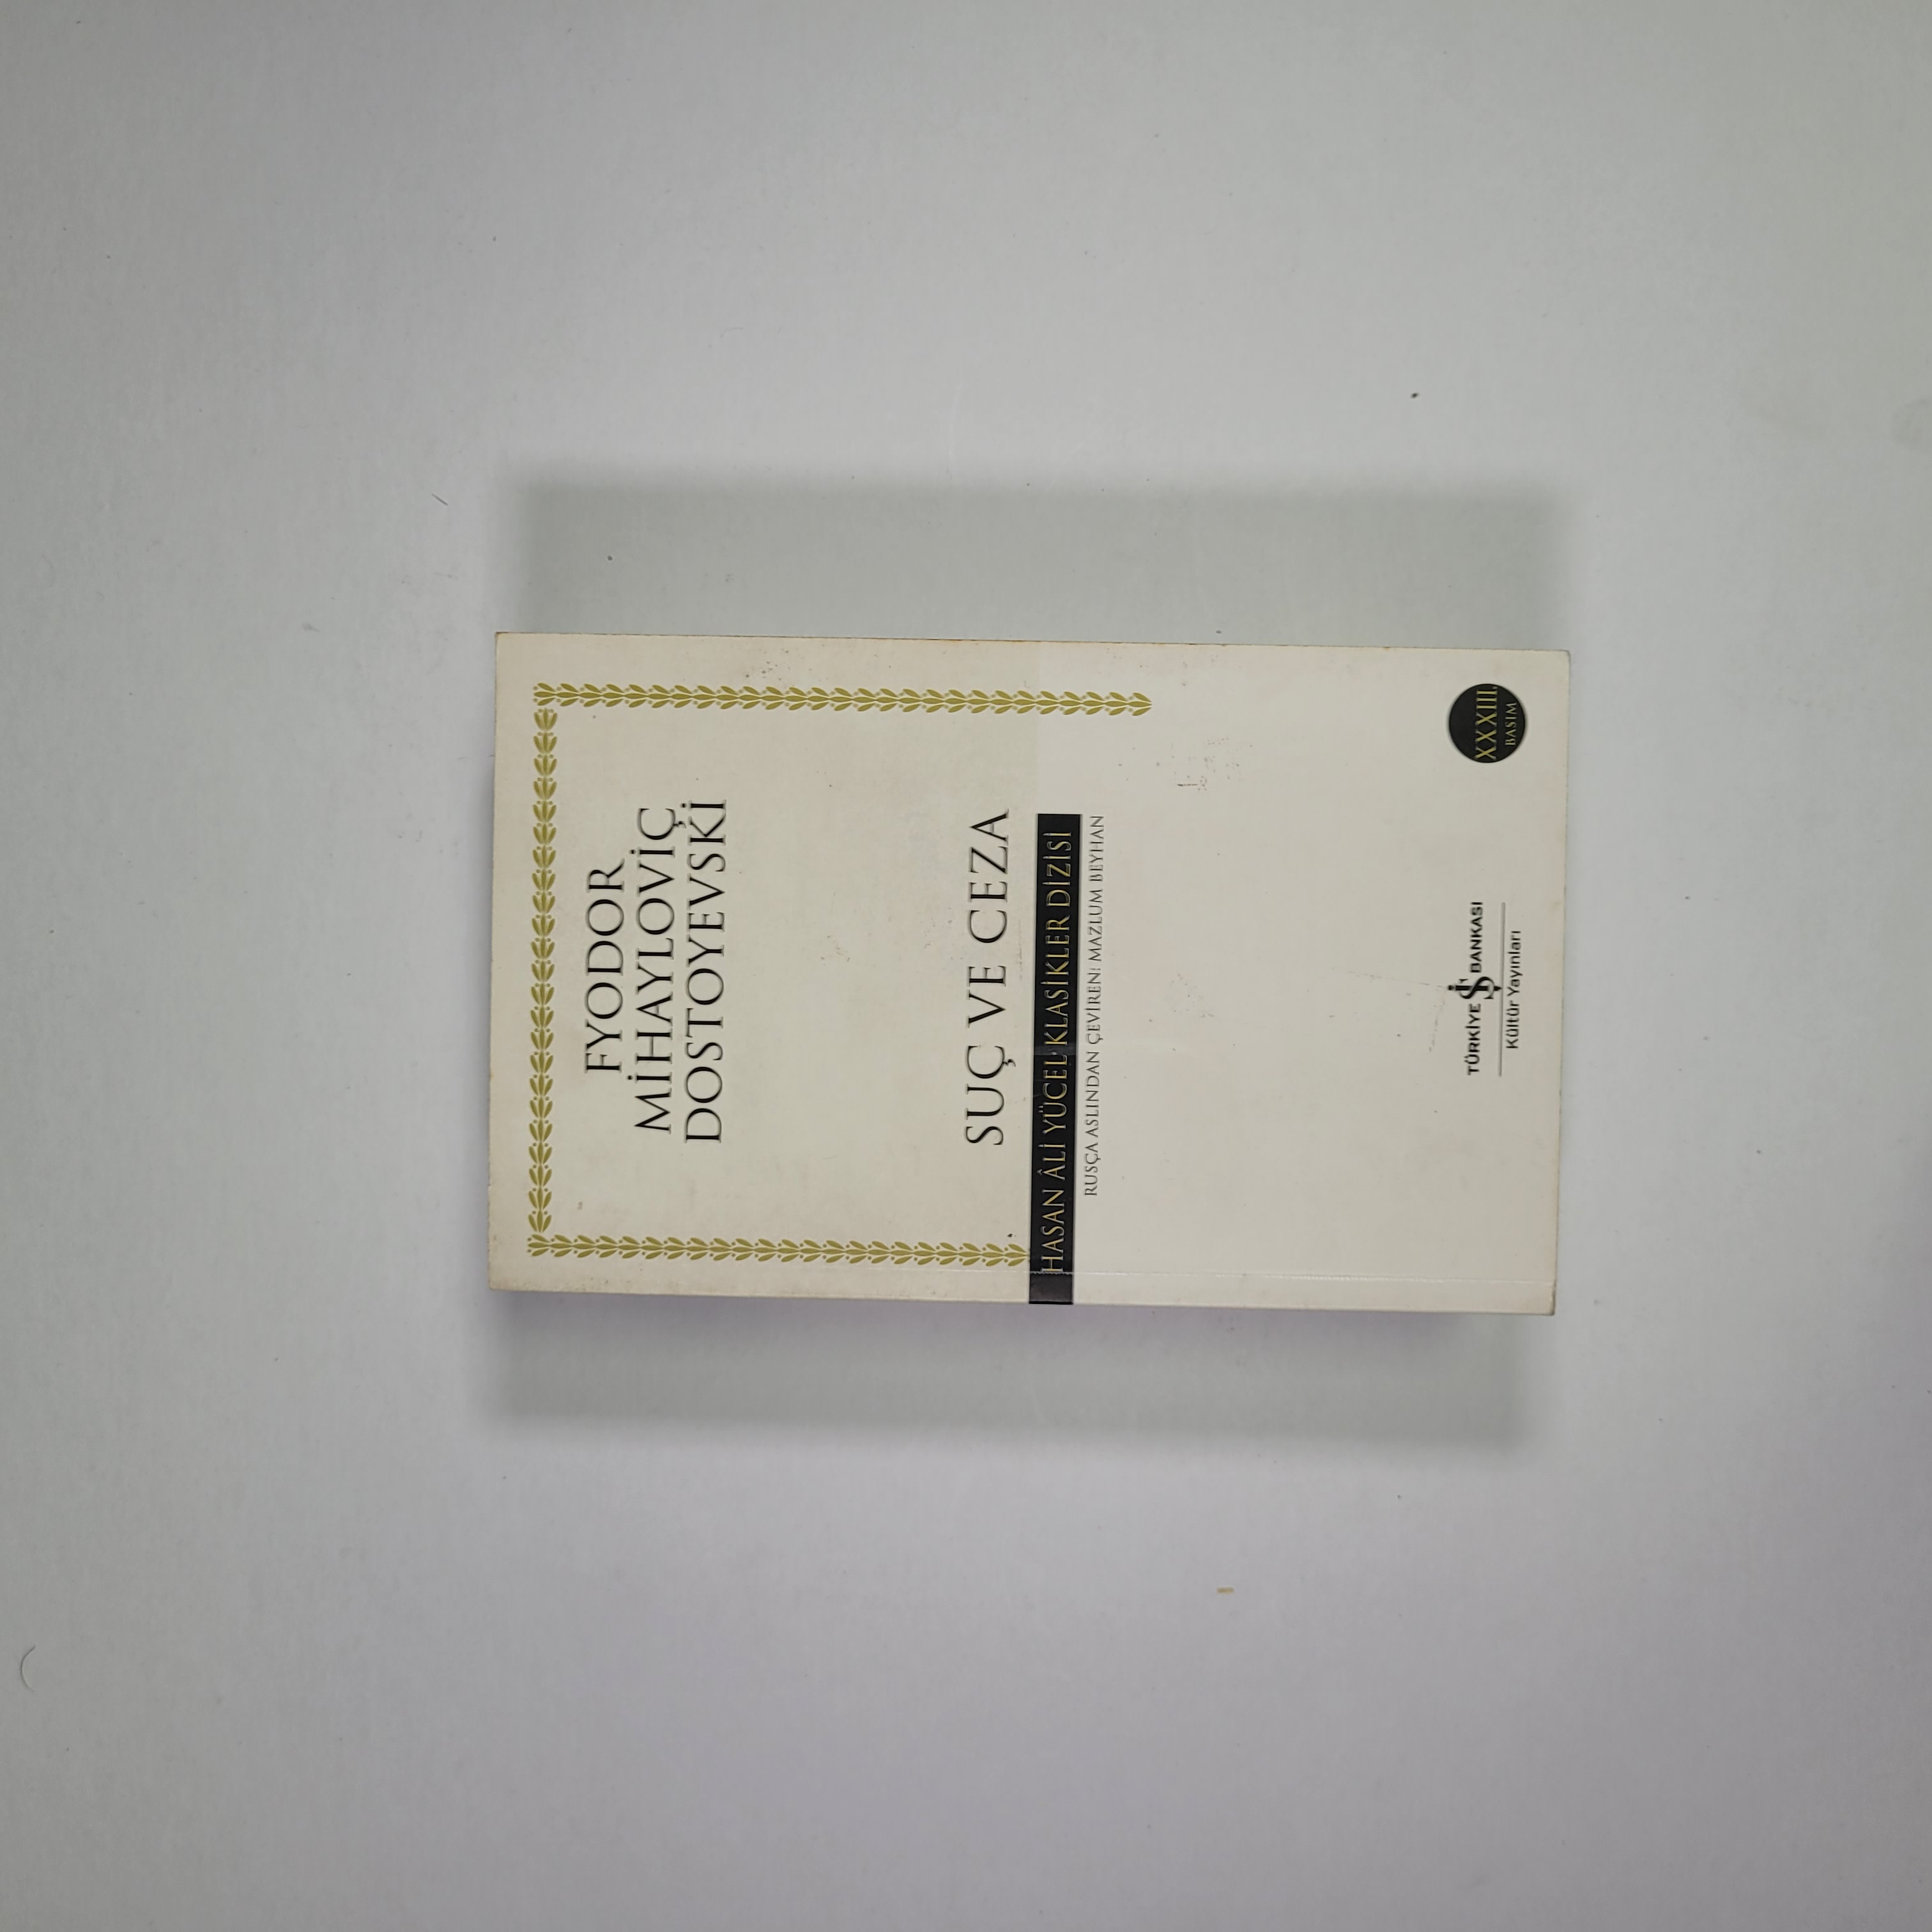 FYODOR
MİHAYLOVİÇ
DOSTOYEVSKİ
SUÇ VE CEZA
HASAN ÂLİ YÜCEL KLASİKLER DİZİSİ
RUSÇA ASLINDAN ÇEVİREN: MAZLUM BEYHAN
TÜRKİYE İŞ BANKASI
Kültür Yayınları
XXXIII.
BASIM